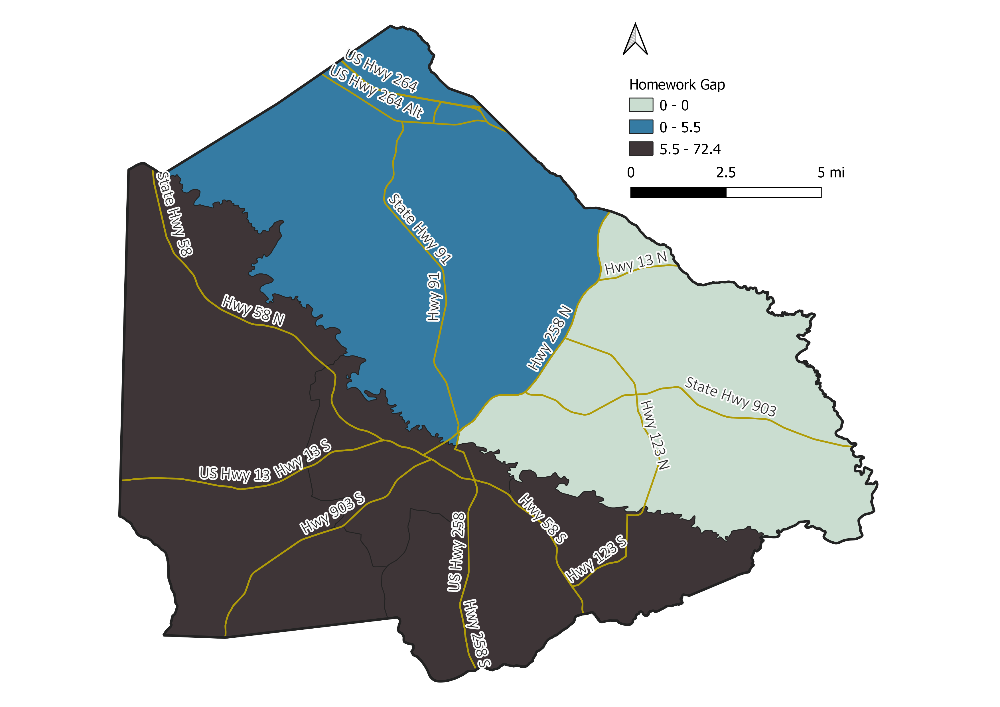 US Hwy 264
US Hwy 264 Alt
Homework Gap
0 - 0
0 - 5.5
5.5 - 72.4
0 2.5 5 mi
State Hwy 58
State Hwy 91
Hwy 13 N
Hwy 91
Hwy 58 N
Hwy 258 N
State Hwy 903
Hwy 123 N
US Hwy 13
Hwy 13 S
Hwy 903 S
US Hwy 258
Hwy 58 S
Hwy 123 S
Hwy 258 S